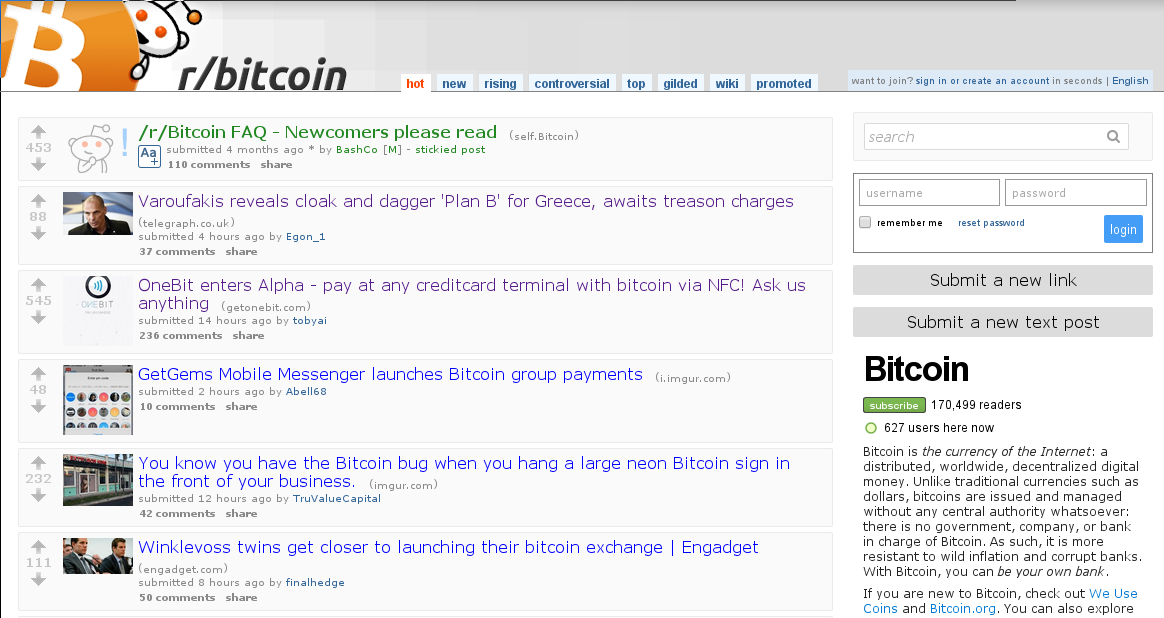 r/bitcoin
hot new rising controversial top gilded wiki promoted
want to join? sign in or create an account in seconds | English
453
/r/Bitcoin FAQ - Newcomers please read (self.Bitcoin)
Aa+
submitted 4 months ago * by BashCo [M] - stickied post
110 comments share
88
Varoufakis reveals cloak and dagger 'Plan B' for Greece, awaits treason charges
(telegraph.co.uk)
submitted 4 hours ago by Egon_1
37 comments share
545
ONEBIT
OneBit enters Alpha - pay at any creditcard terminal with bitcoin via NFC! Ask us
anything (getonebit.com)
submitted 14 hours ago by tobyai
236 comments share
48
GetGems Mobile Messenger launches Bitcoin group payments (i.imgur.com)
submitted 2 hours ago by Abell68
10 comments share
232
You know you have the Bitcoin bug when you hang a large neon Bitcoin sign in
the front of your business. (imgur.com)
submitted 12 hours ago by TruValueCapital
42 comments share
111
Winklevoss twins get closer to launching their bitcoin exchange | Engadget
(engadget.com)
submitted 8 hours ago by finalhedge
50 comments share
search
username password
remember me reset password
login
Submit a new link
Submit a new text post
Bitcoin
subscribe 170,499 readers
627 users here now
Bitcoin is the currency of the Internet: a
distributed, worldwide, decentralized digital
money. Unlike traditional currencies such as
dollars, bitcoins are issued and managed
without any central authority whatsoever:
there is no government, company, or bank
in charge of Bitcoin. As such, it is more
resistant to wild inflation and corrupt banks.
With Bitcoin, you can be your own bank.
If you are new to Bitcoin, check out We Use
Coins and Bitcoin.org. You can also explore